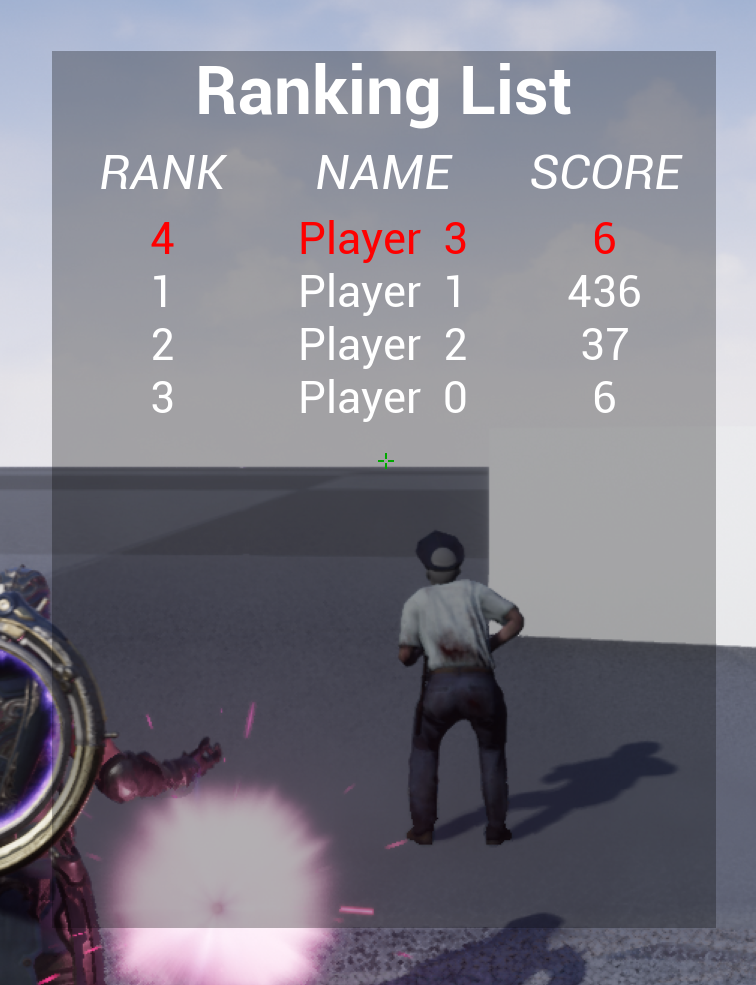 Ranking List
RANK NAME SCORE
4 Player 3 6
1 Player 1 436
2 Player 2 37
3 Player 0 6